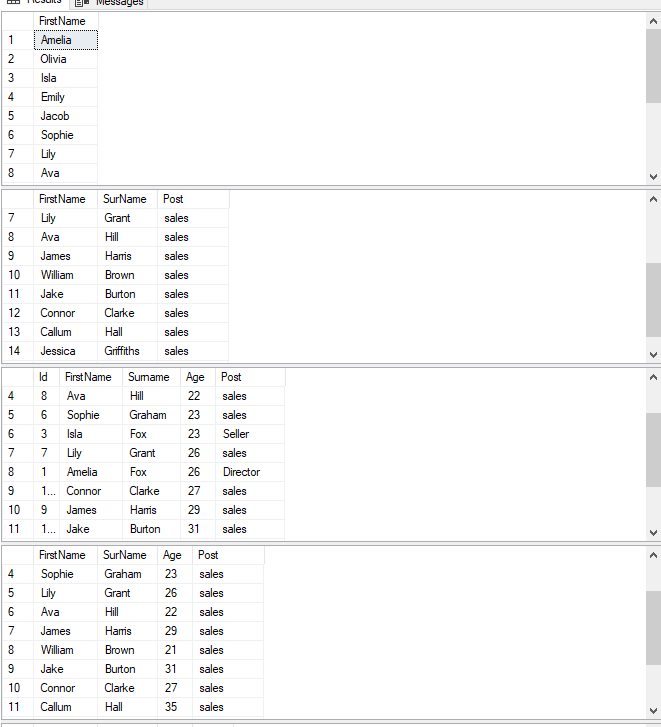 Results Messages
FirstName
1 Amelia
2 Olivia
3 Isla
4 Emily
5 Jacob
6 Sophie
7 Lily
8 Ava
FirstName SurName Post
7 Lily Grant sales
8 Ava Hill sales
9 James Harris sales
10 William Brown sales
11 Jake Burton sales
12 Connor Clarke sales
13 Callum Hall sales
14 Jessica Griffiths sales
Id FirstName Surname Age Post
4 8 Ava Hill 22 sales
5 6 Sophie Graham 23 sales
6 3 Isla Fox 23 Seller
7 7 Lily Grant 26 sales
8 1 Amelia Fox 26 Director
9 1... Connor Clarke 27 sales
10 9 James Harris 29 sales
11 1... Jake Burton 31 sales
FirstName SurName Age Post
4 Sophie Graham 23 sales
5 Lily Grant 26 sales
6 Ava Hill 22 sales
7 James Harris 29 sales
8 William Brown 21 sales
9 Jake Burton 31 sales
10 Connor Clarke 27 sales
11 Callum Hall 35 sales